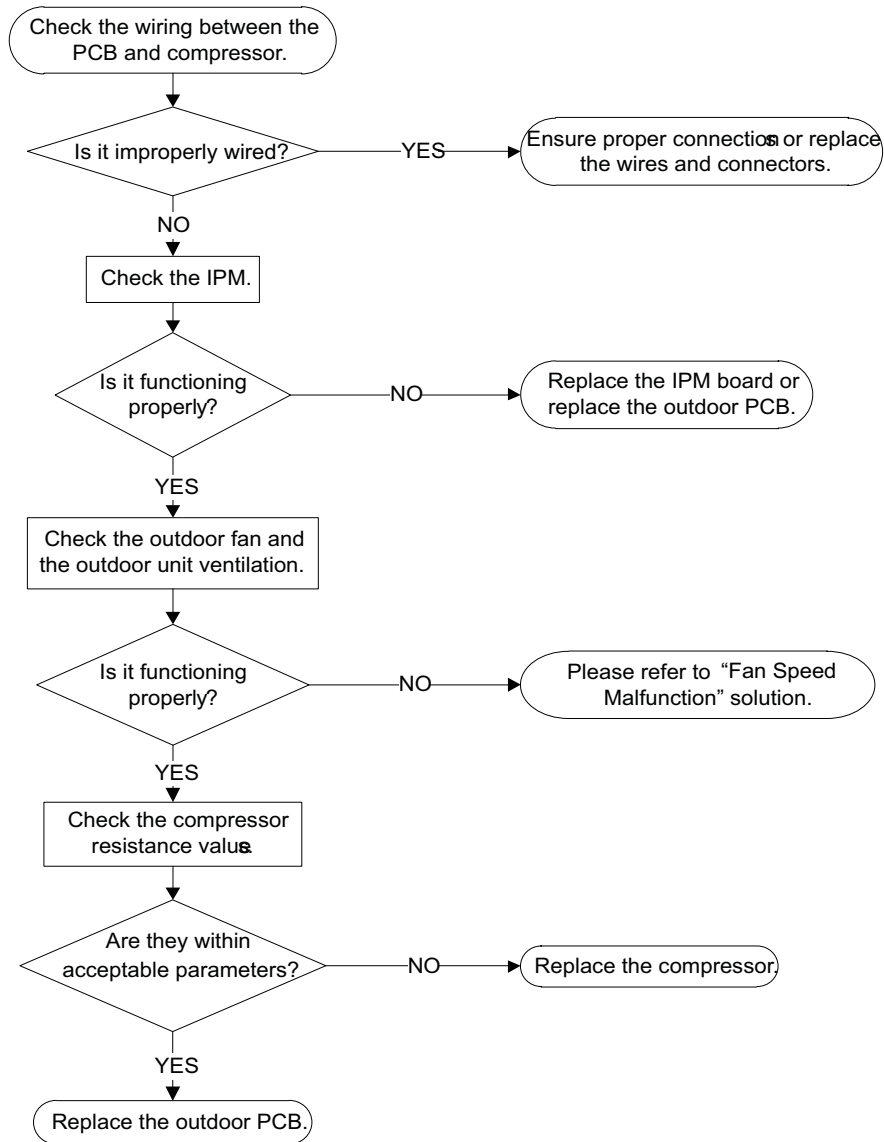 Check the wiring between the
PCB and compressor.
Is it improperly wired?
YES
Ensure proper connections or replace
the wires and connectors.
NO
Check the IPM.
Is it functioning
properly?
NO
Replace the IPM board or
replace the outdoor PCB.
YES
Check the outdoor fan and
the outdoor unit ventilation.
Is it functioning
properly?
NO
Please refer to “Fan Speed
Malfunction” solution.
YES
Check the compressor
resistance values.
Are they within
acceptable parameters?
NO
Replace the compressor.
YES
Replace the outdoor PCB.